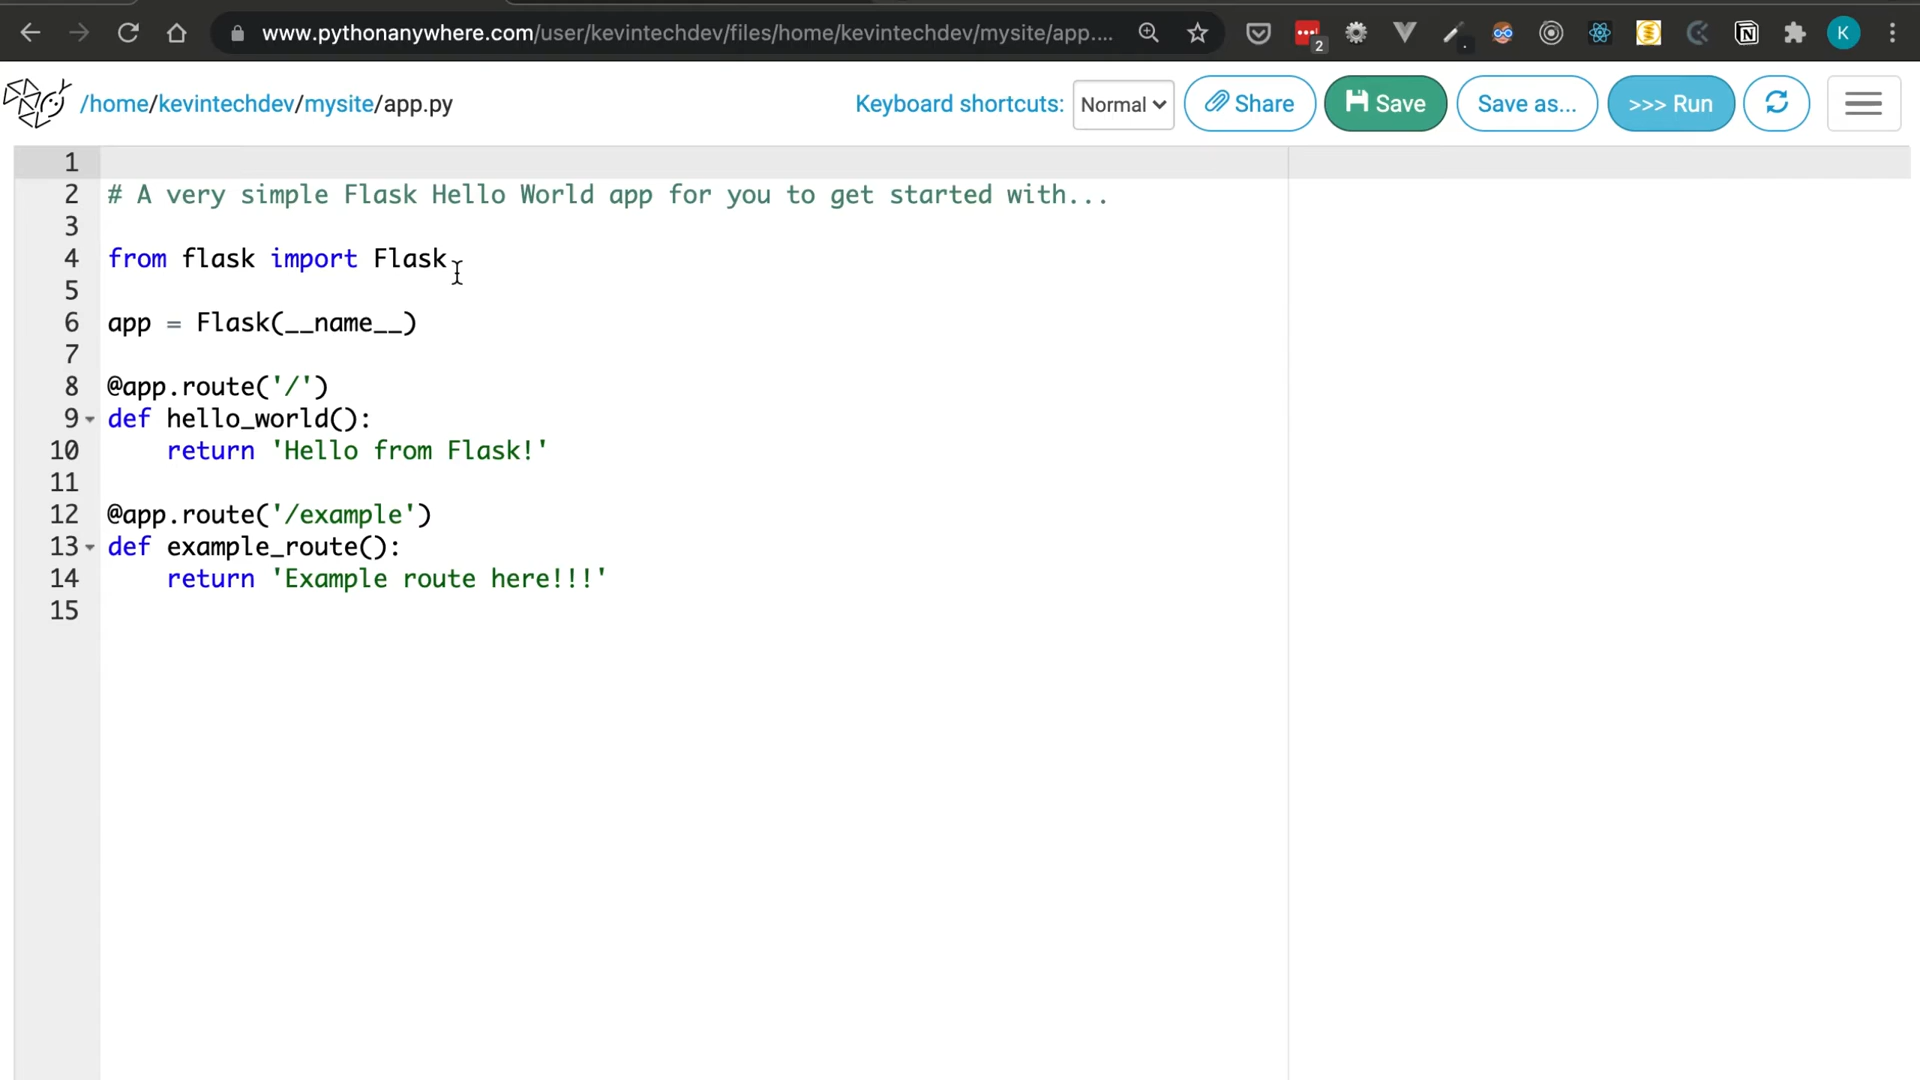 www.pythonanywhere.com/user/kevintechdev/files/home/kevintechdev/mysite/app....
2
K
/home/kevintechdev/mysite/app.py
Keyboard shortcuts: Normal Share Save Save as... >>> Run
1
2 # A very simple Flask Hello World app for you to get started with...
3
4 from flask import Flask
5
6 app = Flask(__name__)
7
8 @app.route('/')
9 def hello_world():
10     return 'Hello from Flask!'
11
12 @app.route('/example')
13 def example_route():
14     return 'Example route here!!!'
15